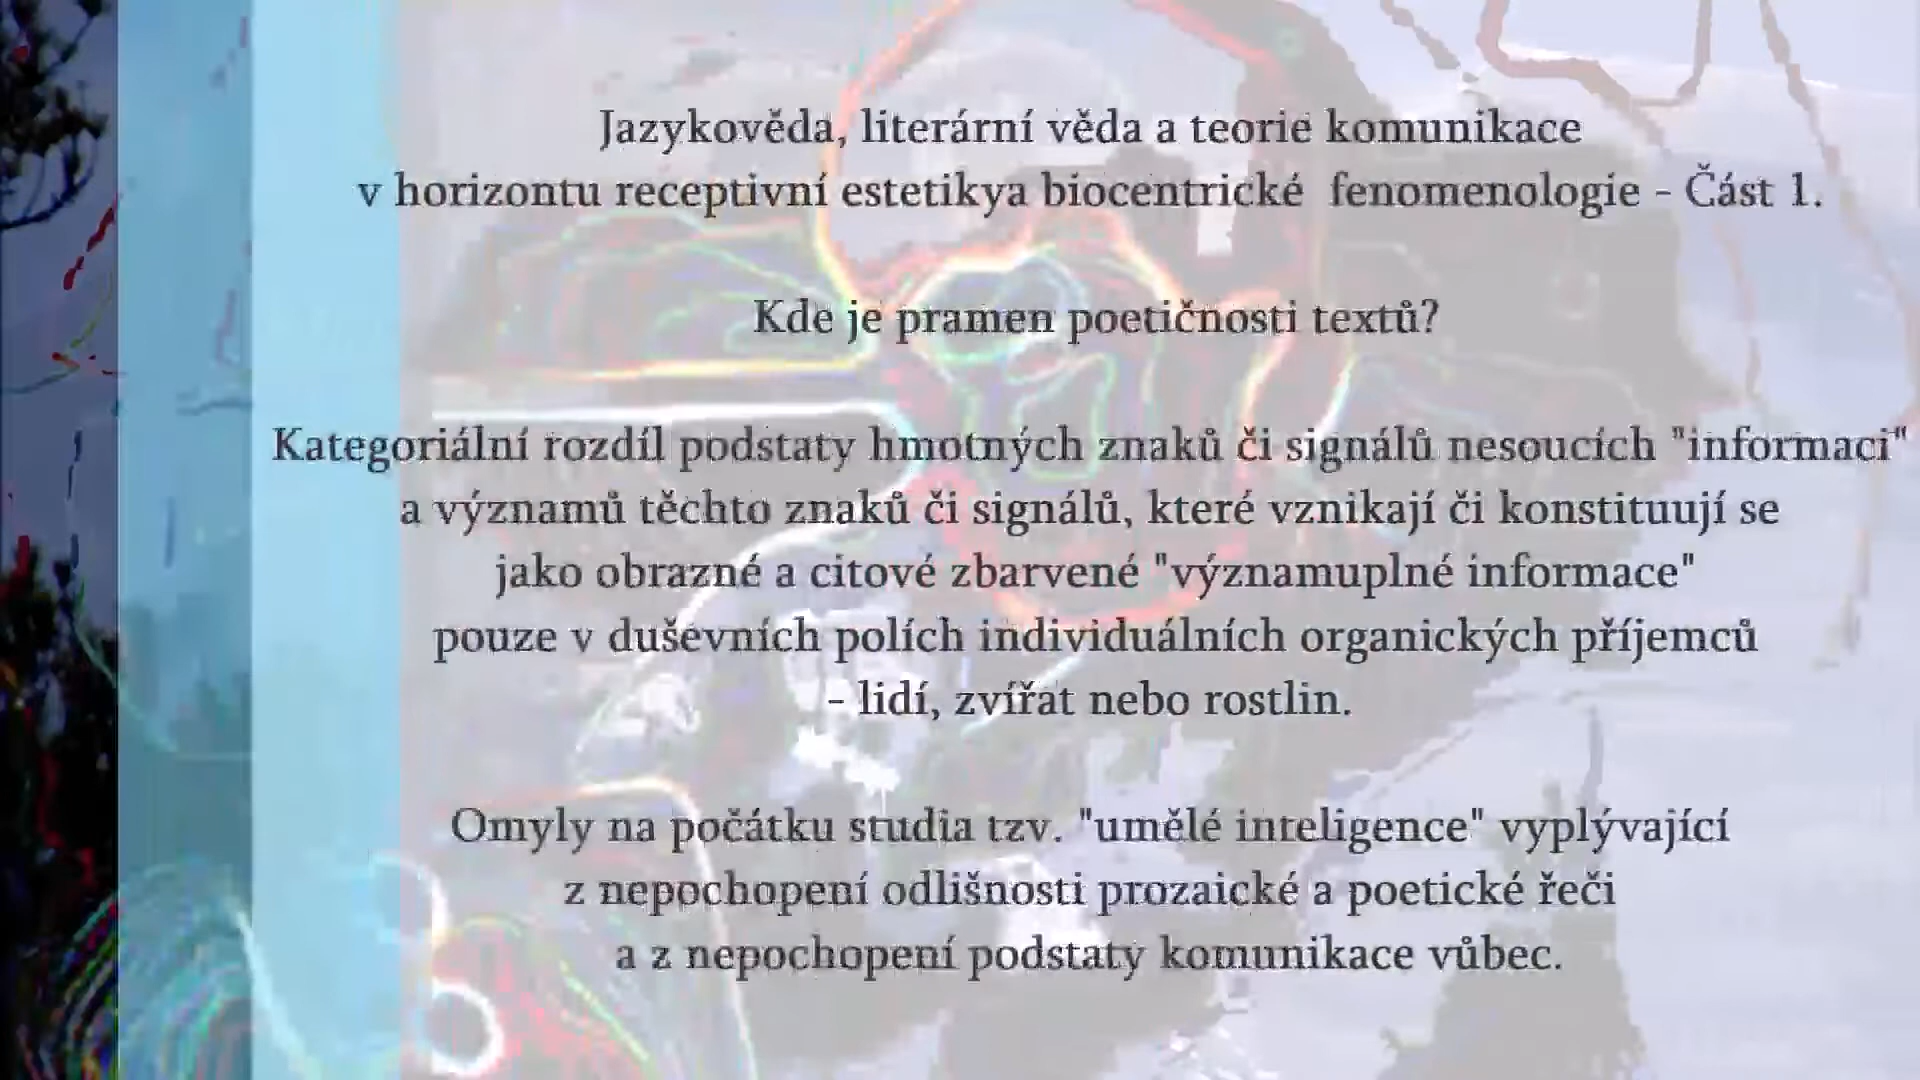 Jazykověda, literární věda a teorie komunikace
v horizontu receptivní estetikya biocentrické fenomenologie - Část 1.
Kde je pramen poetičnosti textů?
Kategoriální rozdíl podstaty hmotných znaků či signálů nesoucích "informaci"
a významů těchto znaků či signálů, které vznikají či konstituují se
jako obrazné a citové zbarvené "významuplné informace"
pouze v duševních polích individuálních organických příjemců
- lidí, zvířat nebo rostlin.
Omyly na počátku studia tzv. "umělé inteligence" vyplývající
z nepochopení odlišnosti prozaické a poetické řeči
a z nepochopení podstaty komunikace vůbec.